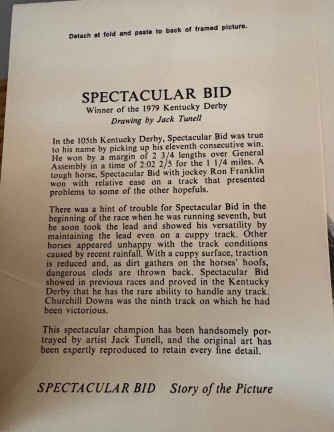 Detach at fold and paste to back of framed picture.
SPECTACULAR BID
Winner of the 1979 Kentucky Derby
Drawing by Jack Tunell
In the 105th Kentucky Derby, Spectacular Bid was true
to his name by picking up his eleventh consecutive win.
He won by a margin of 2 3/4 lengths over General
Assembly in a time of 2:02 2/5 for the 1 1/4 miles. A
tough horse, Spectacular Bid with jockey Ron Franklin
won with relative ease on a track that presented
problems to some of the other hopefuls.
There was a hint of trouble for Spectacular Bid in the
beginning of the race when he was running seventh, but
he soon took the lead and showed his versatility by
maintaining the lead even on a cuppy track. Other
horses appeared unhappy with the track conditions
caused by recent rainfall. With a cuppy surface, traction
is reduced and, as dirt gathers on the horses' hoofs,
dangerous clods are thrown back. Spectacular Bid
showed in previous races and proved in the Kentucky
Derby that he has the rare ability to handle any track.
Churchill Downs was the ninth track on which he had
been victorious.
This spectacular champion has been handsomely por-
trayed by artist Jack Tunell, and the original art has
been expertly reproduced to retain every fine detail.
SPECTACULAR BID Story of the Picture